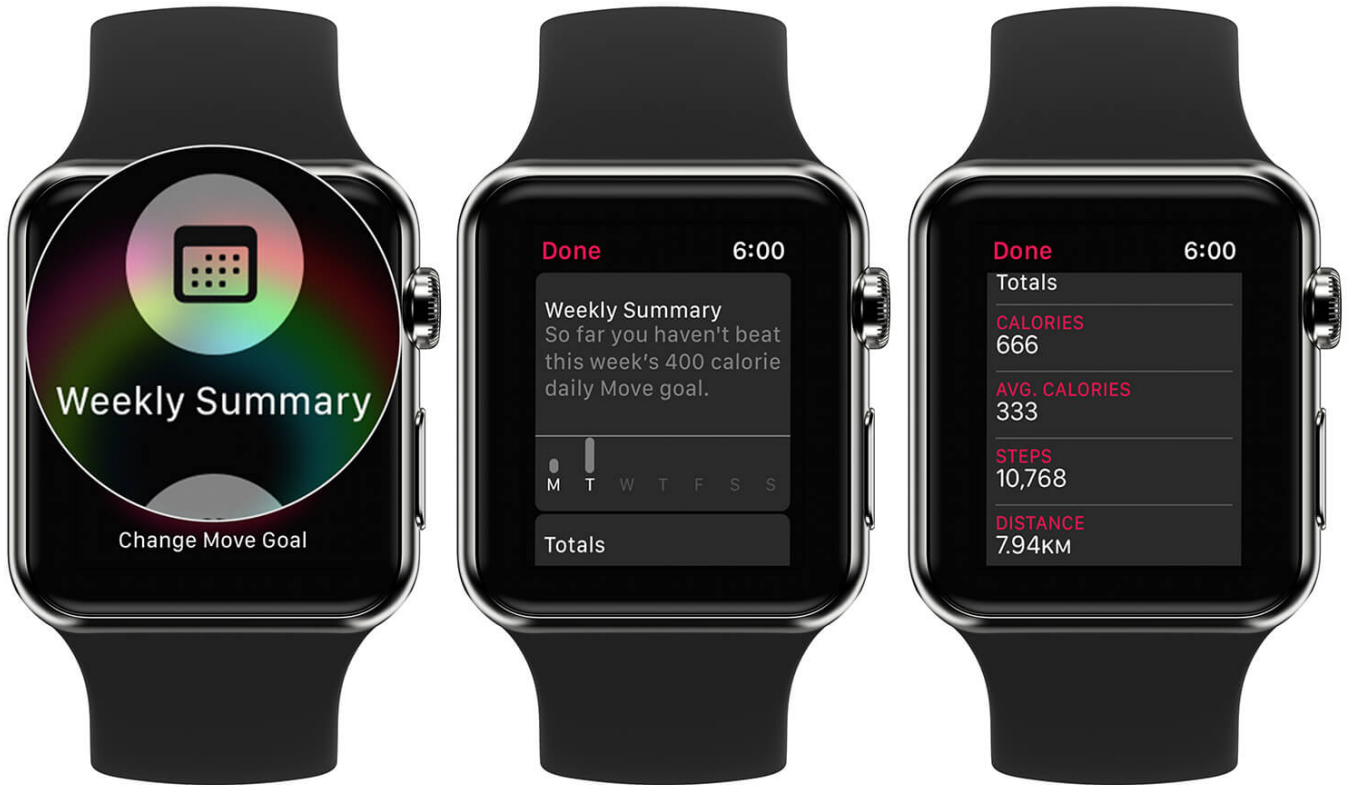 Weekly Summary
Change Move Goal
Done 6:00
Weekly Summary
So far you haven't beat
this week's 400 calorie
daily Move goal.
M T W T F S S
Totals
Done 6:00
Totals
CALORIES
666
AVG. CALORIES
333
STEPS
10,768
DISTANCE
7.94KM